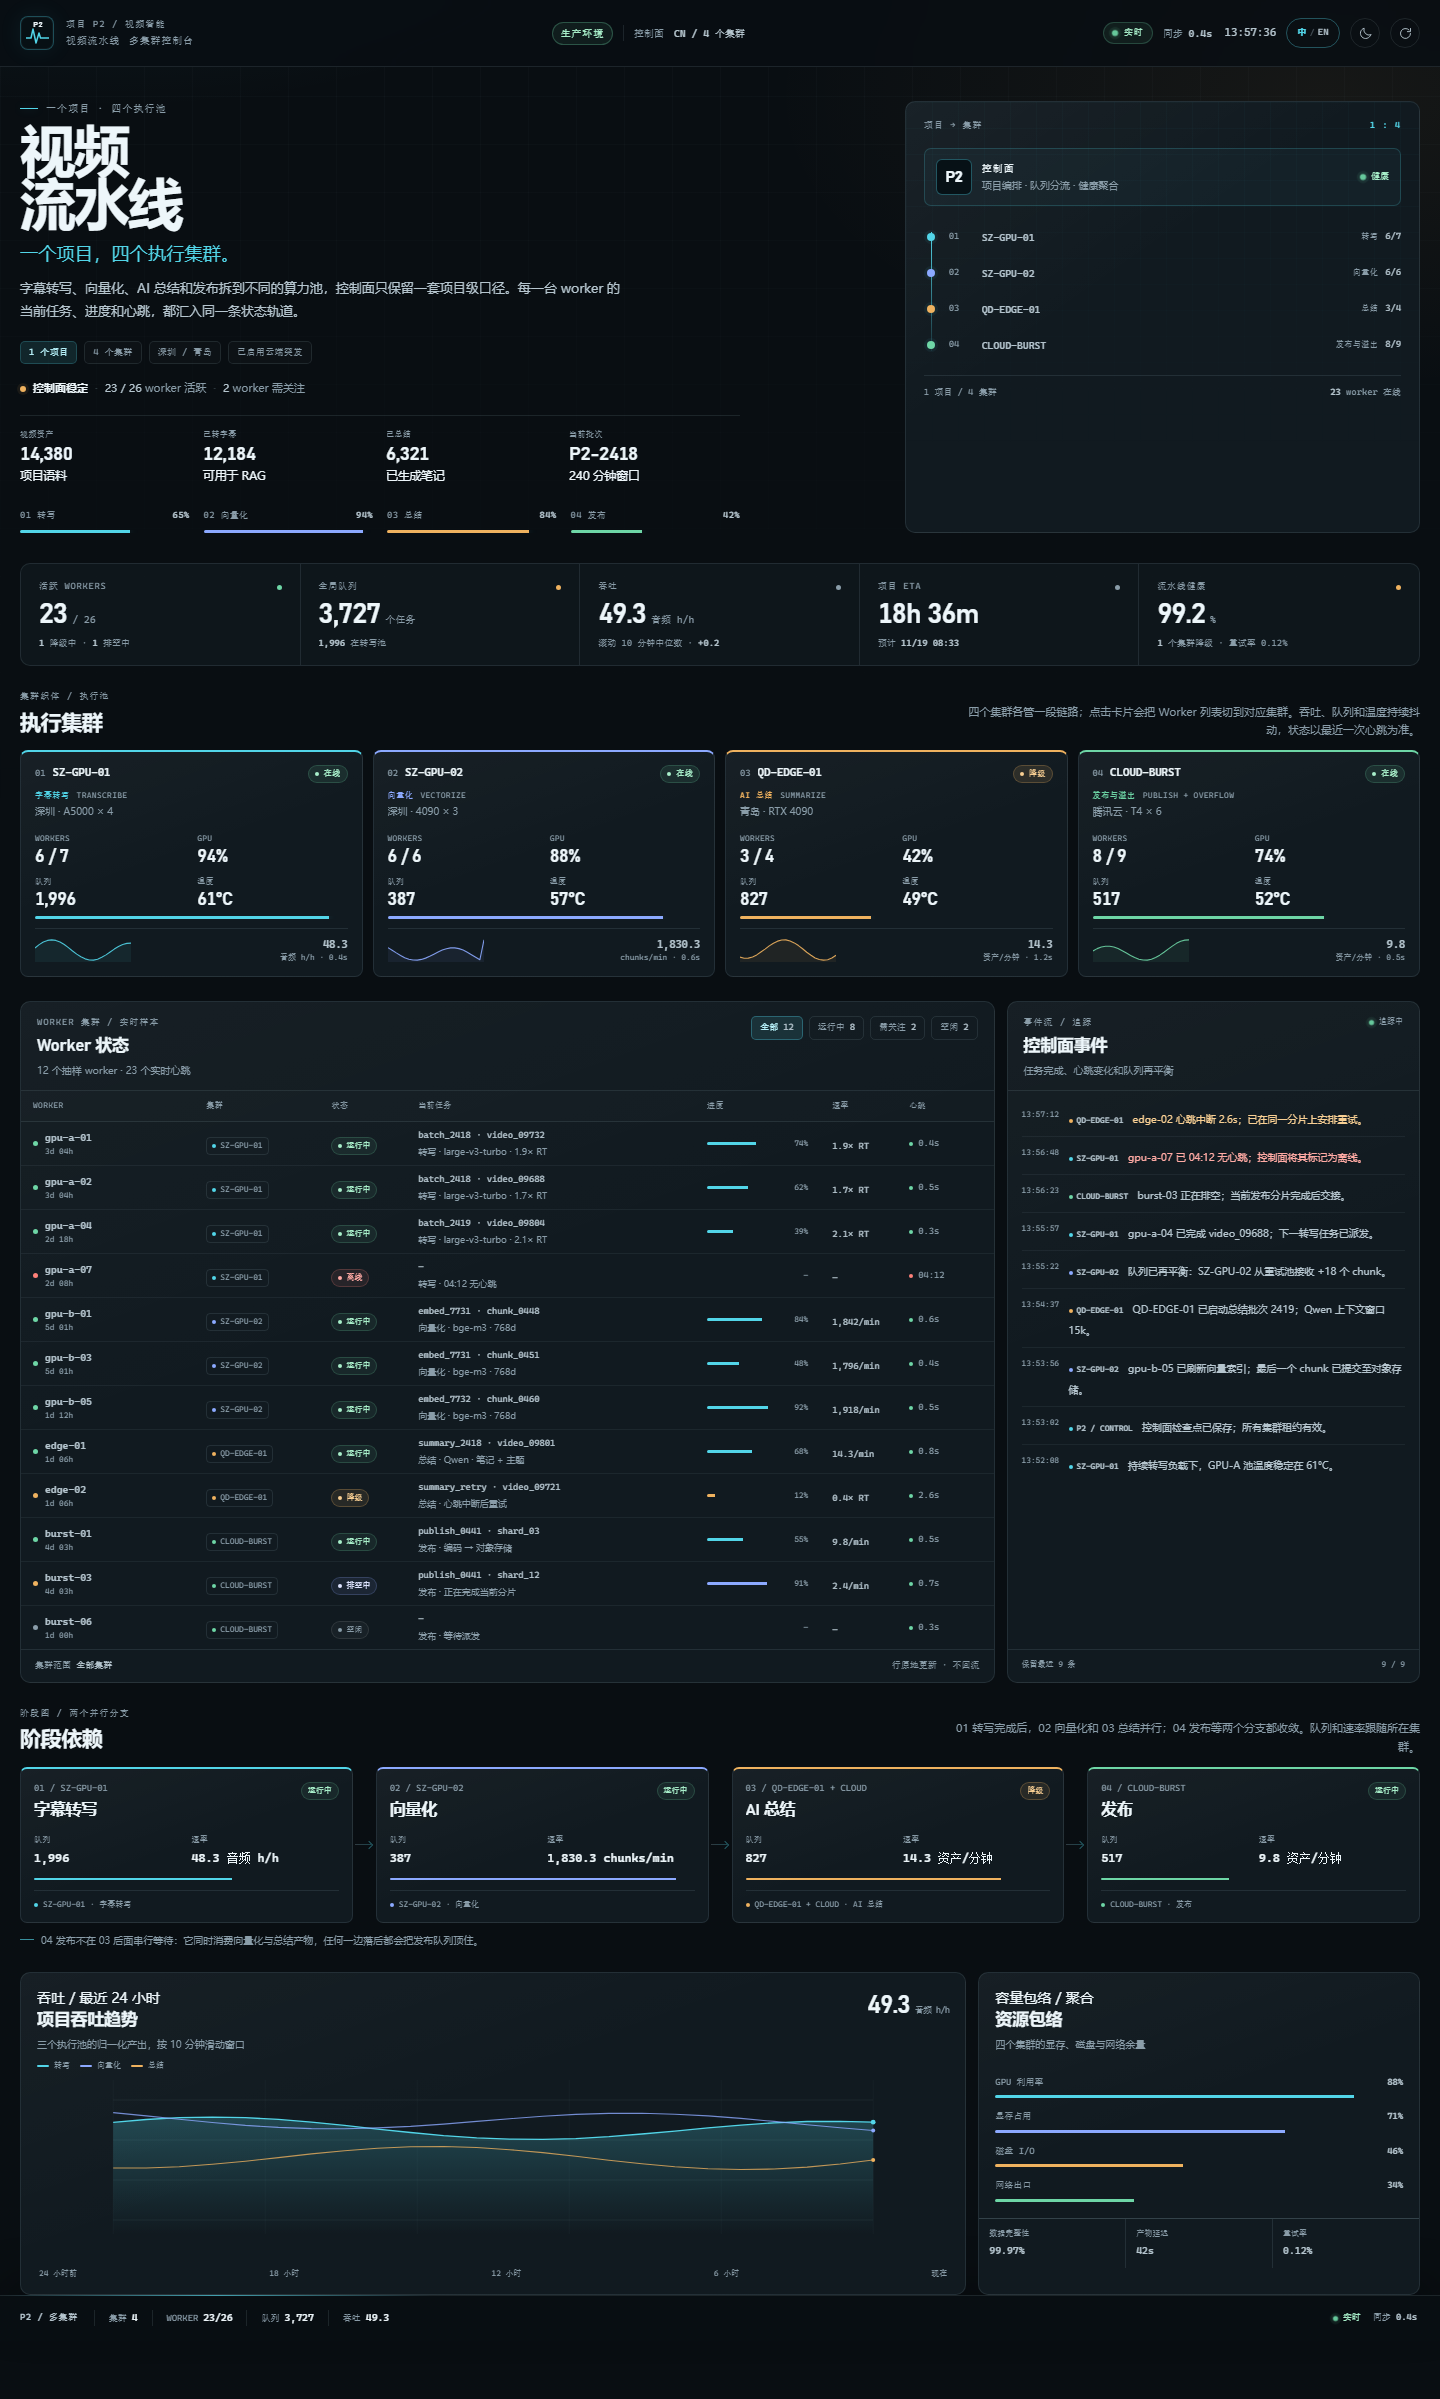 P2
项目 P2 / 视频智能
视频流水线 多集群控制台
生产环境
控制面 CN / 4 个集群
实时
同步 0.4s
13:57:36
中 / EN
一个项目 · 四个执行池
视频
流水线
一个项目，四个执行集群。
字幕转写、向量化、AI 总结和发布拆到不同的算力池，控制面只保留一套项目级口径。每一台 worker 的
当前任务、进度和心跳，都汇入同一条状态轨道。
1 个项目
4 个集群
深圳 / 青岛
已启用云端突发
控制面稳定 · 23 / 26 worker 活跃 · 2 worker 需关注
视频资产
14,380
项目语料
已转字幕
12,184
可用于 RAG
已总结
6,321
已生成笔记
当前批次
P2-2418
240 分钟窗口
01 转写 65%
02 向量化 94%
03 总结 84%
04 发布 42%
项目 → 集群 1 : 4
P2
控制面
项目编排 · 队列分流 · 健康聚合
健康
01 SZ-GPU-01 转写 6/7
02 SZ-GPU-02 向量化 6/6
03 QD-EDGE-01 总结 3/4
04 CLOUD-BURST 发布与溢出 8/9
1 项目 / 4 集群 23 worker 在线
活跃 WORKERS
23 / 26
1 降级中 · 1 排空中
全局队列
3,727 个任务
1,996 在转写池
吞吐
49.3 音频 h/h
滚动 10 分钟中位数 · +0.2
项目 ETA
18h 36m
预计 11/19 08:33
流水线健康
99.2 %
1 个集群降级 · 重试率 0.12%
集群织体 / 执行池
执行集群
四个集群各管一段链路；点击卡片会把 Worker 列表切到对应集群。吞吐、队列和温度持续抖
动，状态以最近一次心跳为准。
01 SZ-GPU-01 在线
字幕转写 TRANSCRIBE
深圳 · A5000 × 4
WORKERS GPU
6 / 7 94%
队列 温度
1,996 61°C
48.3
音频 h/h · 0.4s
02 SZ-GPU-02 在线
向量化 VECTORIZE
深圳 · 4090 × 3
WORKERS GPU
6 / 6 88%
队列 温度
387 57°C
1,830.3
chunks/min · 0.6s
03 QD-EDGE-01 降级
AI 总结 SUMMARIZE
青岛 · RTX 4090
WORKERS GPU
3 / 4 42%
队列 温度
827 49°C
14.3
资产/分钟 · 1.2s
04 CLOUD-BURST 在线
发布与溢出 PUBLISH + OVERFLOW
腾讯云 · T4 × 6
WORKERS GPU
8 / 9 74%
队列 温度
517 52°C
9.8
资产/分钟 · 0.5s
WORKER 集群 / 实时样本
Worker 状态
12 个抽样 worker · 23 个实时心跳
全部 12
运行中 8
需关注 2
空闲 2
WORKER 集群 状态 当前任务 进度 速率 心跳
gpu-a-01 SZ-GPU-01 运行中 batch_2418 · video_09732 74% 1.9× RT 0.4s
3d 04h 转写 · large-v3-turbo · 1.9× RT
gpu-a-02 SZ-GPU-01 运行中 batch_2418 · video_09688 62% 1.7× RT 0.5s
3d 04h 转写 · large-v3-turbo · 1.7× RT
gpu-a-04 SZ-GPU-01 运行中 batch_2419 · video_09804 39% 2.1× RT 0.3s
2d 18h 转写 · large-v3-turbo · 2.1× RT
gpu-a-07 SZ-GPU-01 离线 — – — 04:12
2d 08h 转写 · 04:12 无心跳
gpu-b-01 SZ-GPU-02 运行中 embed_7731 · chunk_0448 84% 1,842/min 0.6s
5d 01h 向量化 · bge-m3 · 768d
gpu-b-03 SZ-GPU-02 运行中 embed_7731 · chunk_0451 48% 1,796/min 0.4s
5d 01h 向量化 · bge-m3 · 768d
gpu-b-05 SZ-GPU-02 运行中 embed_7732 · chunk_0460 92% 1,918/min 0.5s
1d 12h 向量化 · bge-m3 · 768d
edge-01 QD-EDGE-01 运行中 summary_2418 · video_09801 68% 14.3/min 0.8s
1d 06h 总结 · Qwen · 笔记 + 主题
edge-02 QD-EDGE-01 降级 summary_retry · video_09721 12% 0.4× RT 2.6s
1d 06h 总结 · 心跳中断后重试
burst-01 CLOUD-BURST 运行中 publish_0441 · shard_03 55% 9.8/min 0.5s
4d 03h 发布 · 编码 → 对象存储
burst-03 CLOUD-BURST 排空中 publish_0441 · shard_12 91% 2.4/min 0.7s
4d 03h 发布 · 正在完成当前分片
burst-06 CLOUD-BURST 空闲 — – — 0.3s
1d 00h 发布 · 等待派发
集群范围 全部集群
行原地更新 · 不回流
事件流 / 追踪
控制面事件
任务完成、心跳变化和队列再平衡
追踪中
13:57:12 QD-EDGE-01 edge-02 心跳中断 2.6s；已在同一分片上安排重试。
13:56:48 SZ-GPU-01 gpu-a-07 已 04:12 无心跳；控制面将其标记为离线。
13:56:23 CLOUD-BURST burst-03 正在排空；当前发布分片完成后交接。
13:55:57 SZ-GPU-01 gpu-a-04 已完成 video_09688；下一转写任务已派发。
13:55:22 SZ-GPU-02 队列已再平衡：SZ-GPU-02 从重试池接收 +18 个 chunk。
13:54:37 QD-EDGE-01 QD-EDGE-01 已启动总结批次 2419；Qwen 上下文窗口
15k。
13:53:56 SZ-GPU-02 gpu-b-05 已刷新向量索引；最后一个 chunk 已提交至对象存
储。
13:53:02 P2 / CONTROL 控制面检查点已保存；所有集群租约有效。
13:52:08 SZ-GPU-01 持续转写负载下，GPU-A 池温度稳定在 61°C。
保留最近 9 条
9 / 9
阶段图 / 两个并行分支
阶段依赖
01 转写完成后，02 向量化和 03 总结并行；04 发布等两个分支都收敛。队列和速率跟随所在集
群。
01 / SZ-GPU-01 运行中
字幕转写
队列 速率
1,996 48.3 音频 h/h
SZ-GPU-01 · 字幕转写
02 / SZ-GPU-02 运行中
向量化
队列 速率
387 1,830.3 chunks/min
SZ-GPU-02 · 向量化
03 / QD-EDGE-01 + CLOUD 降级
AI 总结
队列 速率
827 14.3 资产/分钟
QD-EDGE-01 + CLOUD · AI 总结
04 / CLOUD-BURST 运行中
发布
队列 速率
517 9.8 资产/分钟
CLOUD-BURST · 发布
04 发布不在 03 后面串行等待：它同时消费向量化与总结产物，任何一边落后都会把发布队列顶住。
吞吐 / 最近 24 小时
项目吞吐趋势
三个执行池的归一化产出，按 10 分钟滑动窗口
49.3 音频 h/h
转写 向量化 总结
24 小时前 18 小时 12 小时 6 小时 现在
容量包络 / 聚合
资源包络
四个集群的显存、磁盘与网络余量
GPU 利用率 88%
显存占用 71%
磁盘 I/O 46%
网络出口 34%
数据完整性 产物延迟 重试率
99.97% 42s 0.12%
P2 / 多集群
集群 4
WORKER 23/26
队列 3,727
吞吐 49.3
实时
同步 0.4s